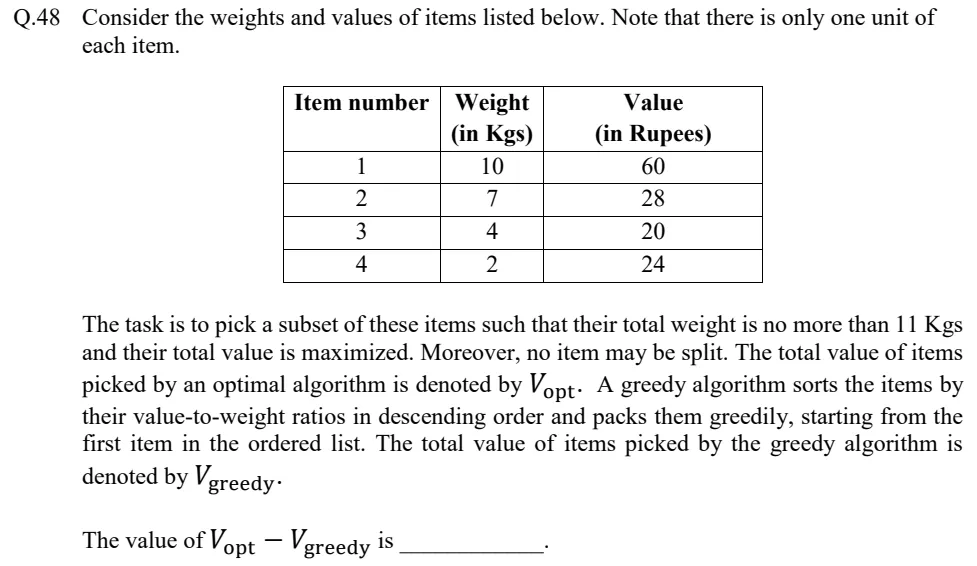 Q.48 Consider the weights and values of items listed below. Note that there is only one unit of
each item.
Item number Weight (in Kgs) Value (in Rupees)
1 10 60
2 7 28
3 4 20
4 2 24
The task is to pick a subset of these items such that their total weight is no more than 11 Kgs
and their total value is maximized. Moreover, no item may be split. The total value of items
picked by an optimal algorithm is denoted by V_opt. A greedy algorithm sorts the items by
their value-to-weight ratios in descending order and packs them greedily, starting from the
first item in the ordered list. The total value of items picked by the greedy algorithm is
denoted by V_greedy.
The value of V_opt − V_greedy is ______________.